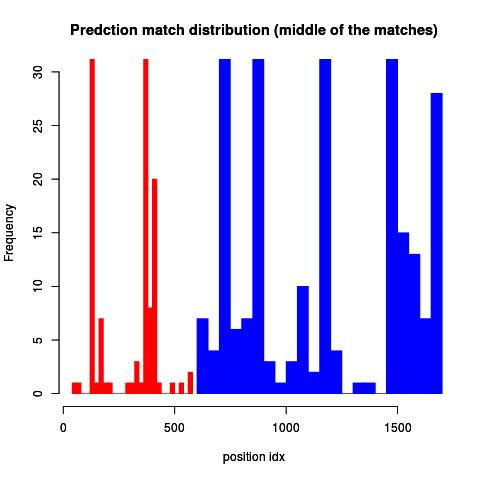 Predction match distribution (middle of the matches)
Frequency
30
25
20
15
10
5
0
0 500 1000 1500
position idx